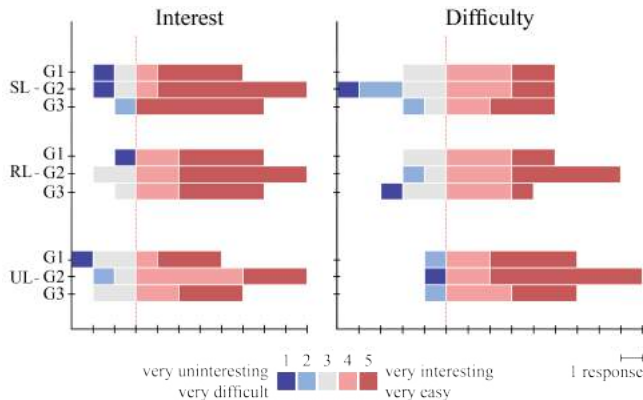 Interest
Difficulty
G1
SL - G2
G3
G1
RL - G2
G3
G1
UL - G2
G3
1 2 3 4 5
very uninteresting
very difficult
very interesting
very easy
1 response